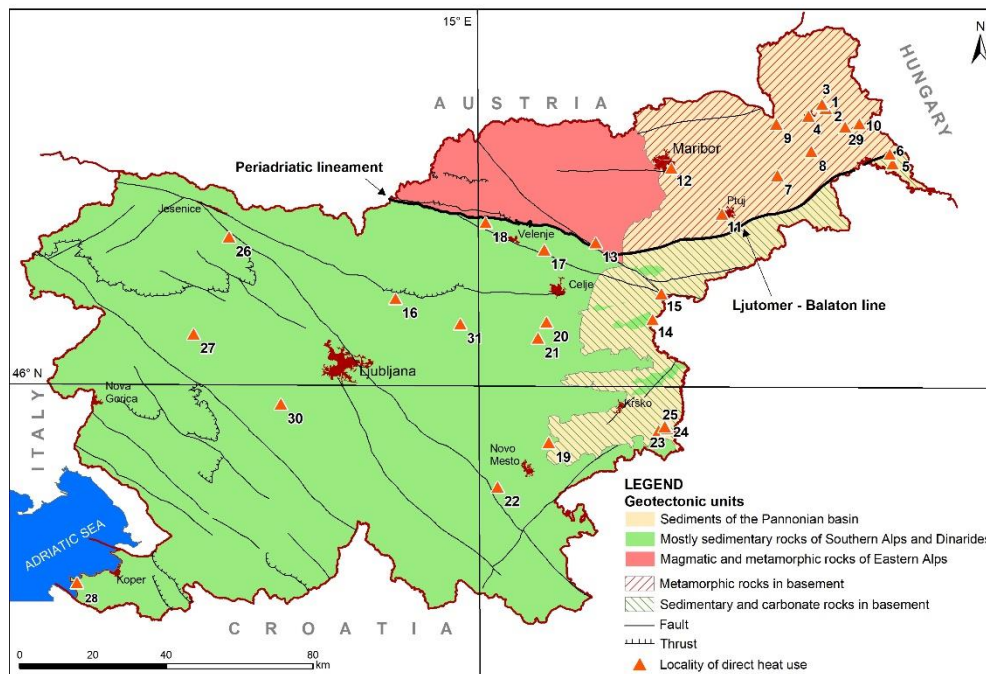 15° E
N
AUSTRIA
HUNGARY
3
1
2
4
9
29
10
8
6
5
7
Maribor
12
Periadriatic lineament
Ptuj
11
Jesenice
26
18
Velenje
17
13
Celje
Ljutomer - Balaton line
16
15
14
31
20
21
27
Ljubljana
46° N
Nova
Gorica
30
ITALY
Krško
25
23
24
19
Novo
Mesto
22
ADRIATIC SEA
Koper
28
CROATIA
LEGEND
Geotectonic units
Sediments of the Pannonian basin
Mostly sedimentary rocks of Southern Alps and Dinarides
Magmatic and metamorphic rocks of Eastern Alps
Metamorphic rocks in basement
Sedimentary and carbonate rocks in basement
Fault
Thrust
Locality of direct heat use
0 20 40 80
km